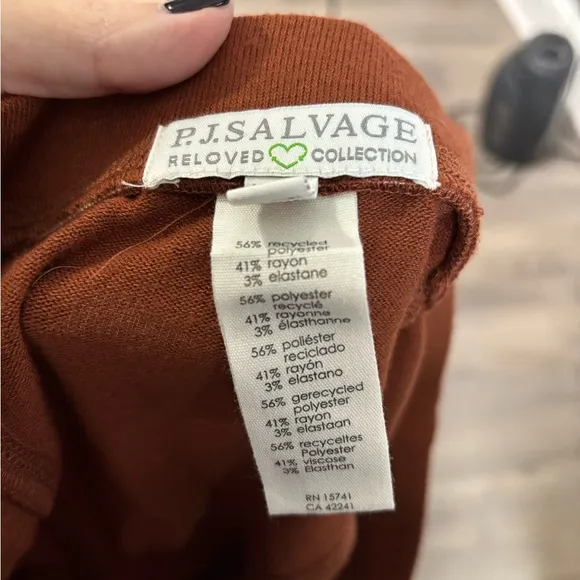 P.J.SALVAGE
RELOVED COLLECTION
56% recycled
polyester
41% rayon
3% elastane
56% polyester
recyclé
41% rayonne
3% élasthanne
56% poliéster
reciclado
41% rayón
3% elastano
56% gerecycled
polyester
41% rayon
3% elastaan
56% recyceltes
Polyester
41% viscose
3% Elasthan
RN 15741
CA 42241